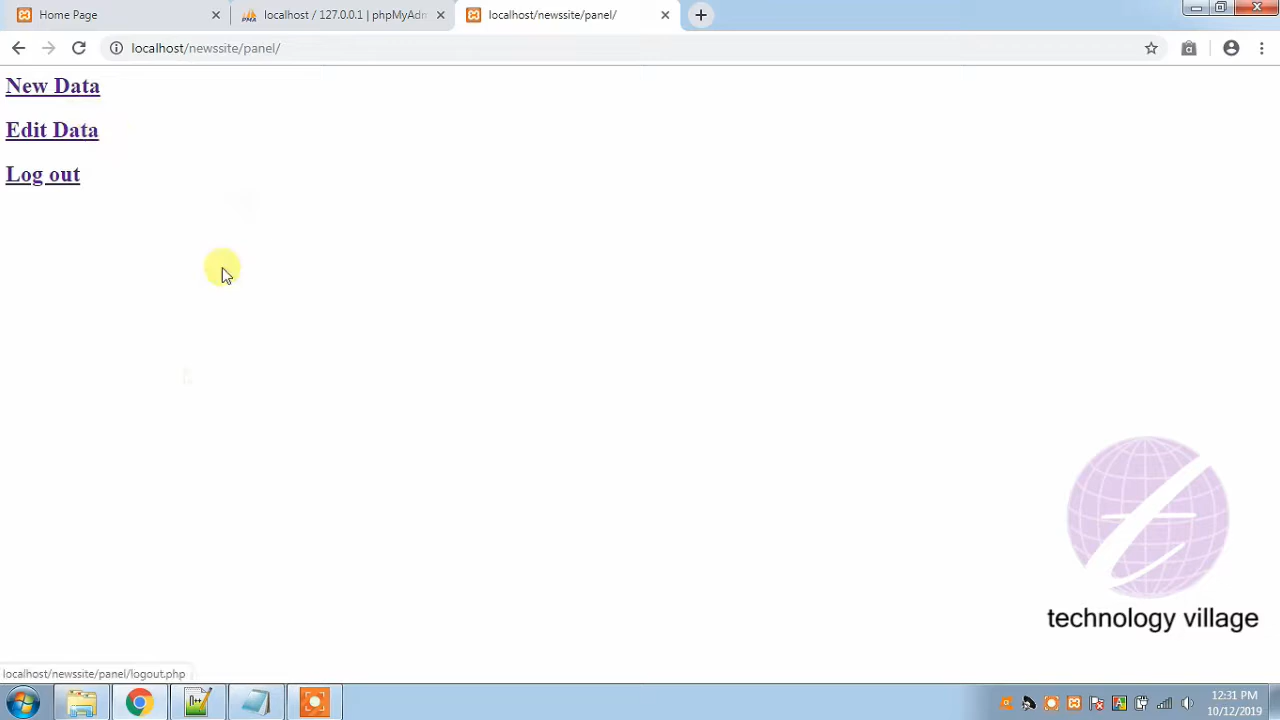 Home Page
localhost / 127.0.0.1 | phpMyAdm
localhost/newssite/panel/
localhost/newssite/panel/
New Data
Edit Data
Log out
technology village
localhost/newssite/panel/logout.php
12:31 PM
10/12/2019